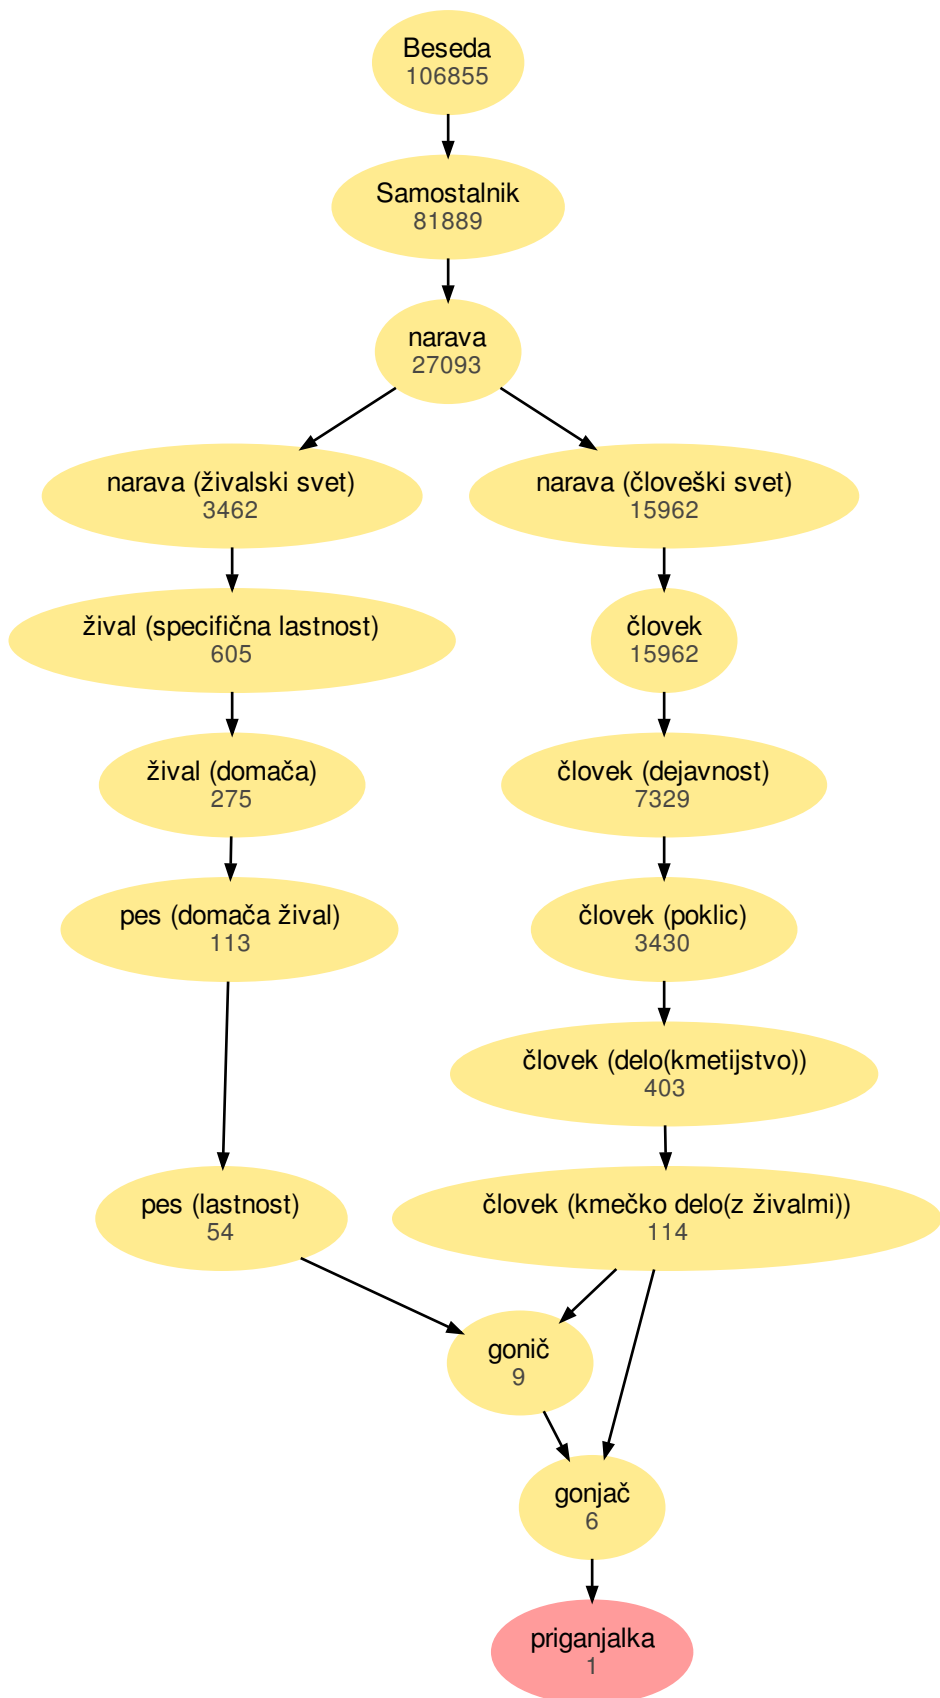 Beseda
106855
Samostalnik
81889
narava
27093
narava (živalski svet)
3462
narava (človeški svet)
15962
žival (specifična lastnost)
605
človek
15962
žival (domača)
275
človek (dejavnost)
7329
pes (domača žival)
113
človek (poklic)
3430
človek (delo(kmetijstvo))
403
pes (lastnost)
54
človek (kmečko delo(z živalmi))
114
gonič
9
gonjač
6
priganjalka
1